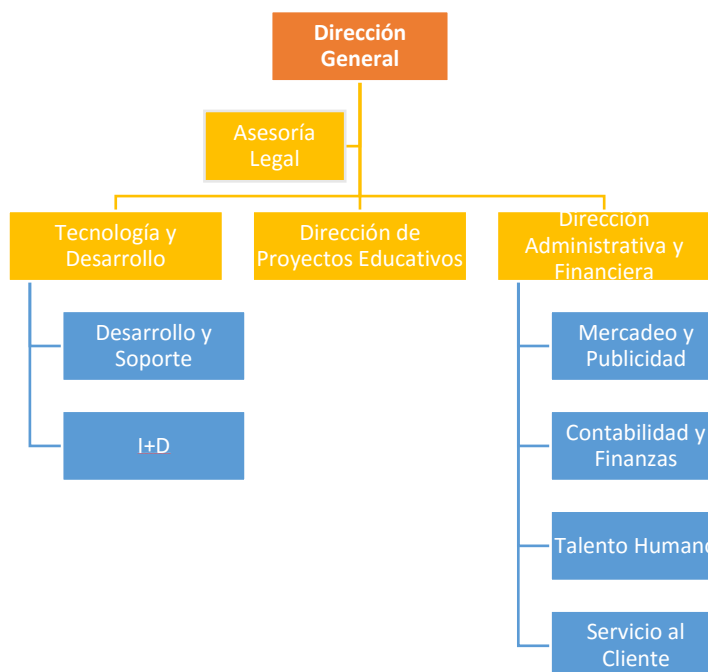 Dirección
General
Asesoría
Legal
Tecnología y
Desarrollo
Dirección de
Proyectos Educativos
Dirección
Administrativa y
Financiera
Desarrollo y
Soporte
I+D
Mercadeo y
Publicidad
Contabilidad y
Finanzas
Talento Humano
Servicio al
Cliente